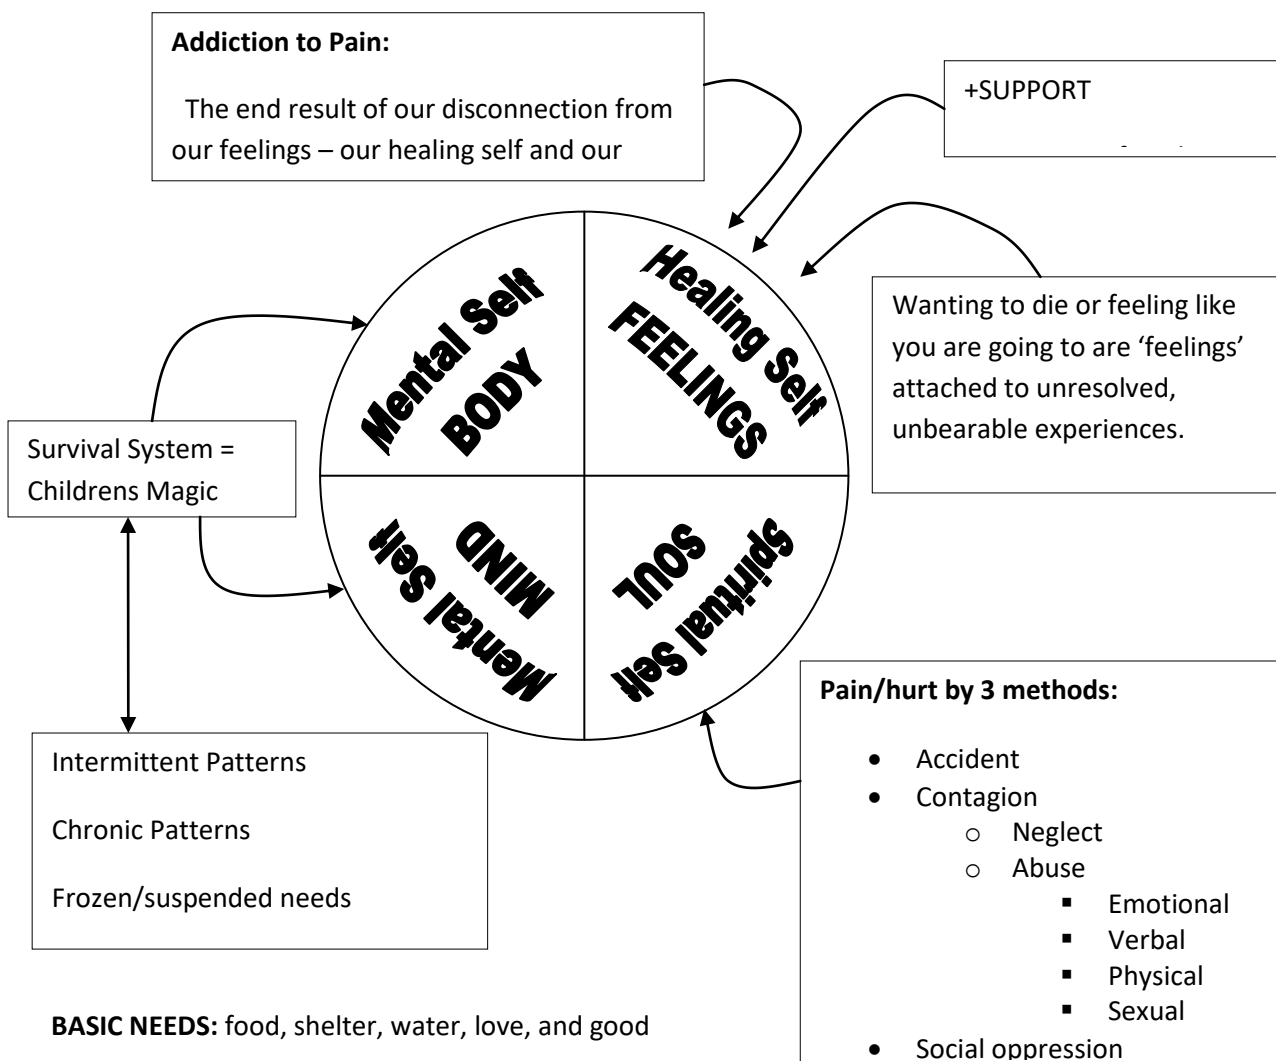 Addiction to Pain:
The end result of our disconnection from
our feelings – our healing self and our
+SUPPORT
Mental Self
BODY
Healing Self
FEELINGS
Wanting to die or feeling like
you are going to are ‘feelings’
attached to unresolved,
unbearable experiences.
Survival System =
Childrens Magic
MIND
Mental Self
SOUL
Spiritual Self
Pain/hurt by 3 methods:
• Accident
• Contagion
o Neglect
o Abuse
▪ Emotional
▪ Verbal
▪ Physical
▪ Sexual
• Social oppression
Intermittent Patterns
Chronic Patterns
Frozen/suspended needs
BASIC NEEDS: food, shelter, water, love, and good